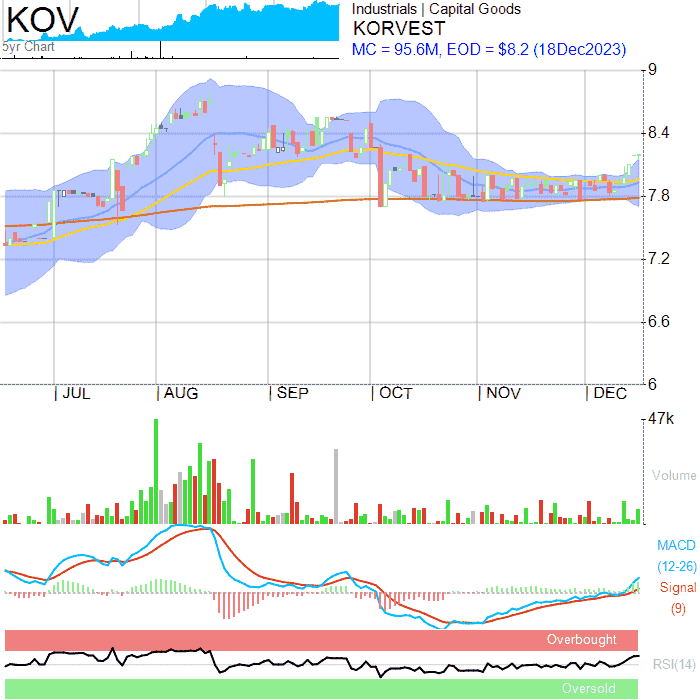 KOV
5yr Chart
Industrials | Capital Goods
KORVEST
MC = 95.6M, EOD = $8.2 (18Dec2023)
9
8.4
7.8
7.2
6.6
6
| JUL | AUG | SEP | OCT | NOV | DEC
47k
Volume
MACD
(12-26)
Signal
(9)
Overbought
RSI(14)
Oversold